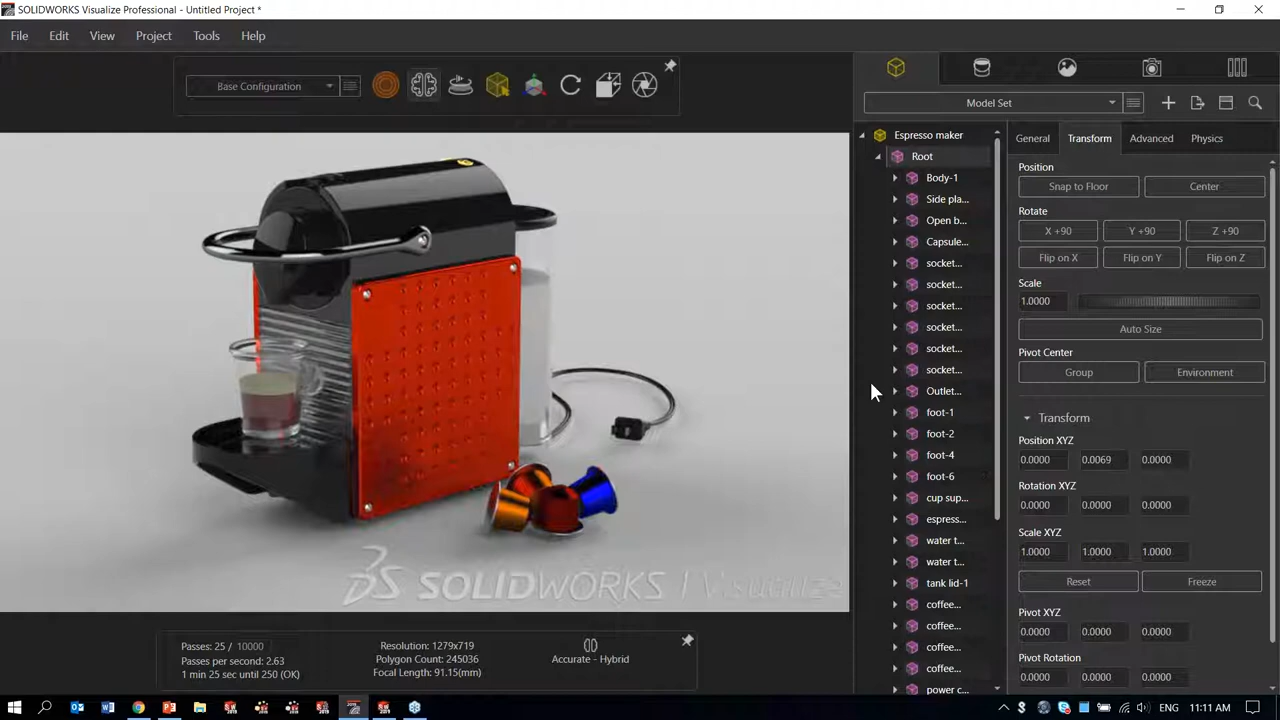 SOLIDWORKS Visualize Professional - Untitled Project *
File Edit View Project Tools Help
Base Configuration
Model Set
Espresso maker
Root
Body-1
Side pla...
Open b...
Capsule...
socket...
socket...
socket...
socket...
socket...
socket...
Outlet...
foot-1
foot-2
foot-4
foot-6
cup sup...
espress...
water t...
water t...
tank lid-1
coffee...
coffee...
coffee...
coffee...
power c...
General Transform Advanced Physics
Position
Snap to Floor Center
Rotate
X +90 Y +90 Z +90
Flip on X Flip on Y Flip on Z
Scale
1.0000
Auto Size
Pivot Center
Group Environment
Transform
Position XYZ
0.0000 0.0069 0.0000
Rotation XYZ
0.0000 0.0000 0.0000
Scale XYZ
1.0000 1.0000 1.0000
Reset Freeze
Pivot XYZ
0.0000 0.0000 0.0000
Pivot Rotation
0.0000 0.0000 0.0000
SOLIDWORKS | Visualize
Passes: 25 / 10000
Passes per second: 2.63
1 min 25 sec until 250 (OK)
Resolution: 1279x719
Polygon Count: 245036
Focal Length: 91.15(mm)
Accurate - Hybrid
ENG 11:11 AM